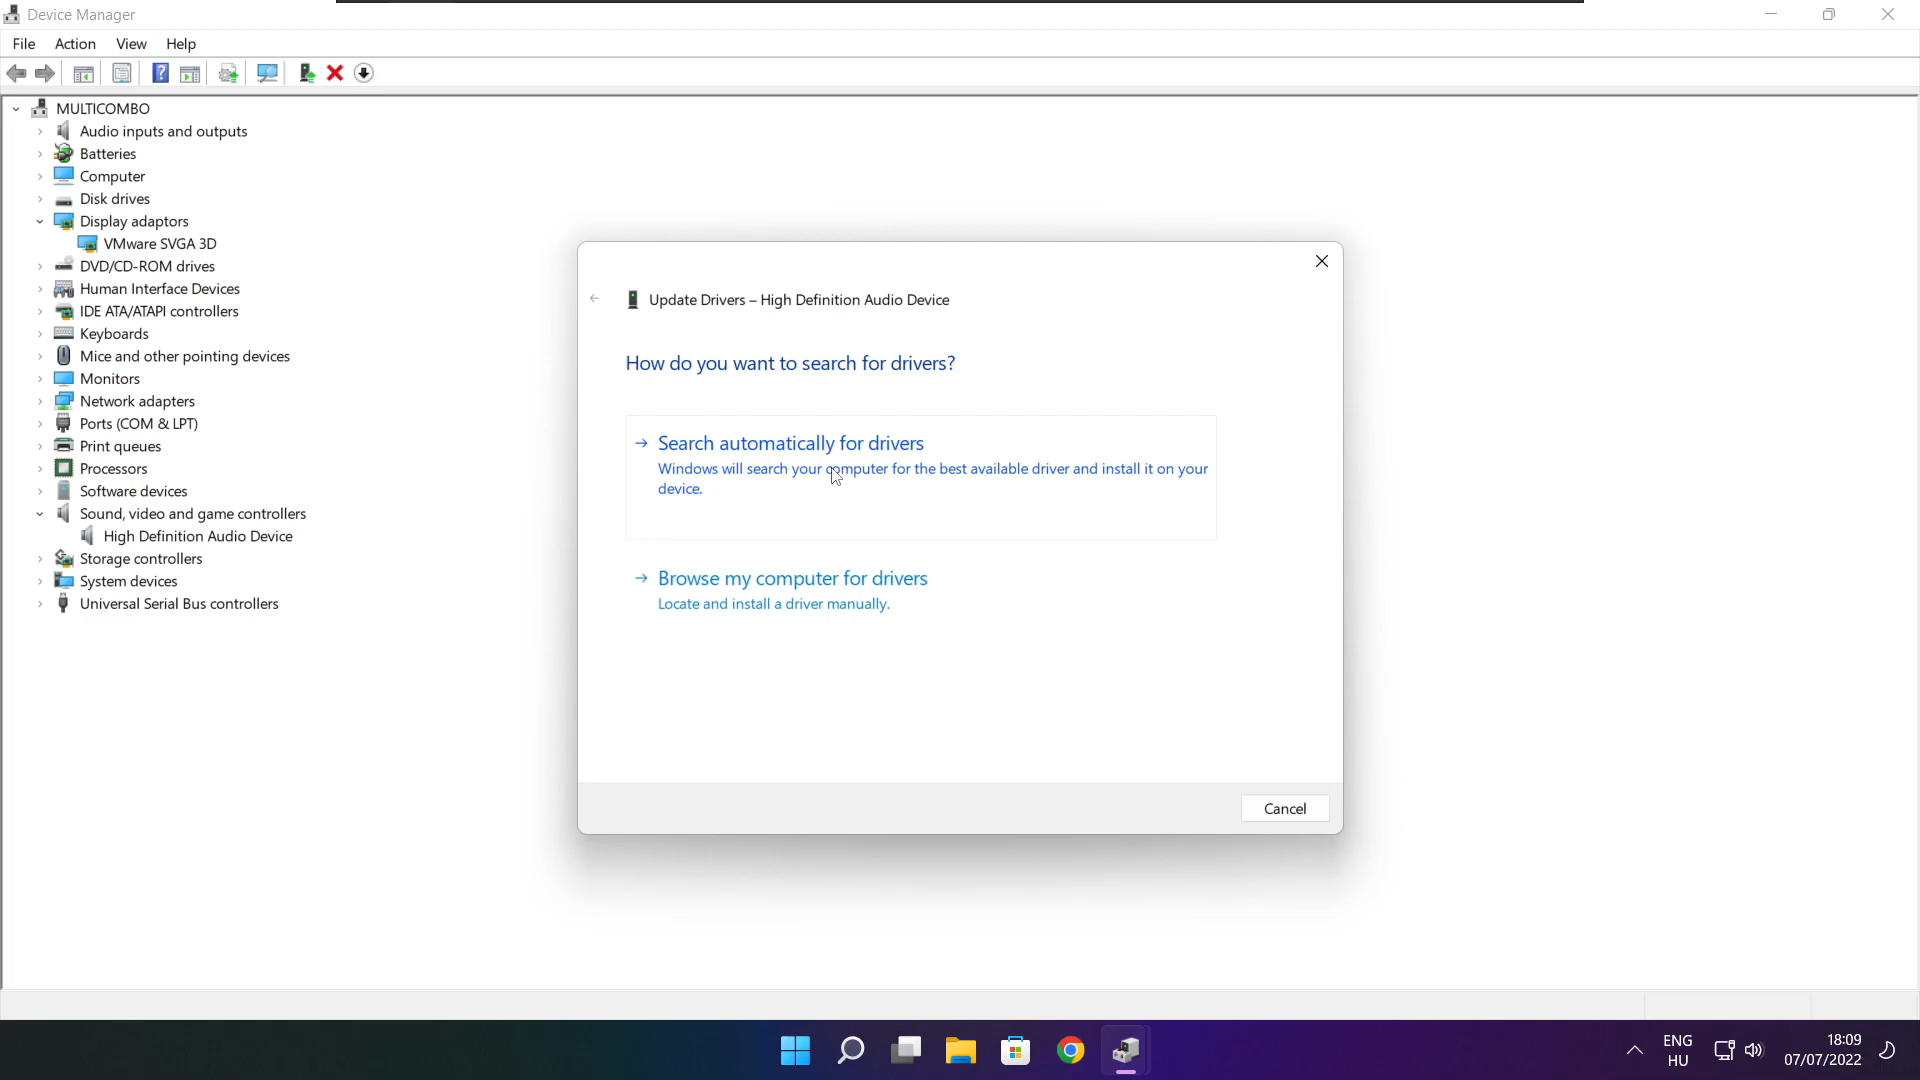 Device Manager
File Action View Help
MULTICOMBO
Audio inputs and outputs
Batteries
Computer
Disk drives
Display adaptors
VMware SVGA 3D
DVD/CD-ROM drives
Human Interface Devices
IDE ATA/ATAPI controllers
Keyboards
Mice and other pointing devices
Monitors
Network adapters
Ports (COM & LPT)
Print queues
Processors
Software devices
Sound, video and game controllers
High Definition Audio Device
Storage controllers
System devices
Universal Serial Bus controllers
Update Drivers – High Definition Audio Device
How do you want to search for drivers?
Search automatically for drivers
Windows will search your computer for the best available driver and install it on your
device.
Browse my computer for drivers
Locate and install a driver manually.
Cancel
ENG
HU
18:09
07/07/2022